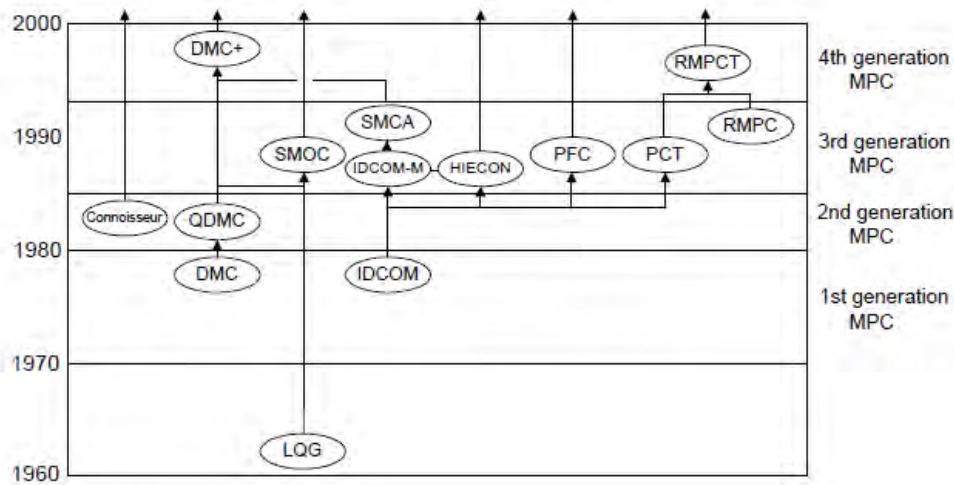 2000
DMC+
RMPCT
4th generation
MPC
1990
SMCA
RMPC
SMOC
IDCOM-M
HIECON
PFC
PCT
3rd generation
MPC
Connoisseur
QDMC
2nd generation
MPC
1980
DMC
IDCOM
1st generation
MPC
1970
LQG
1960